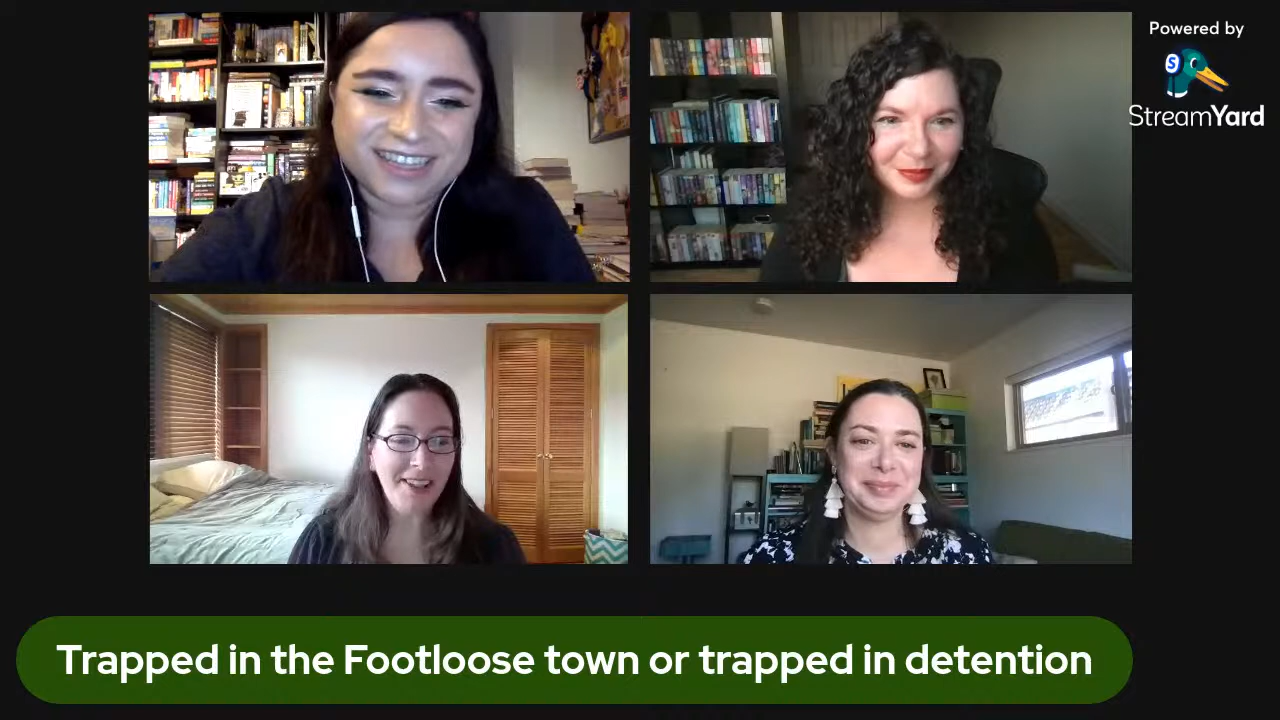 Powered by
S
StreamYard
Trapped in the Footloose town or trapped in detention